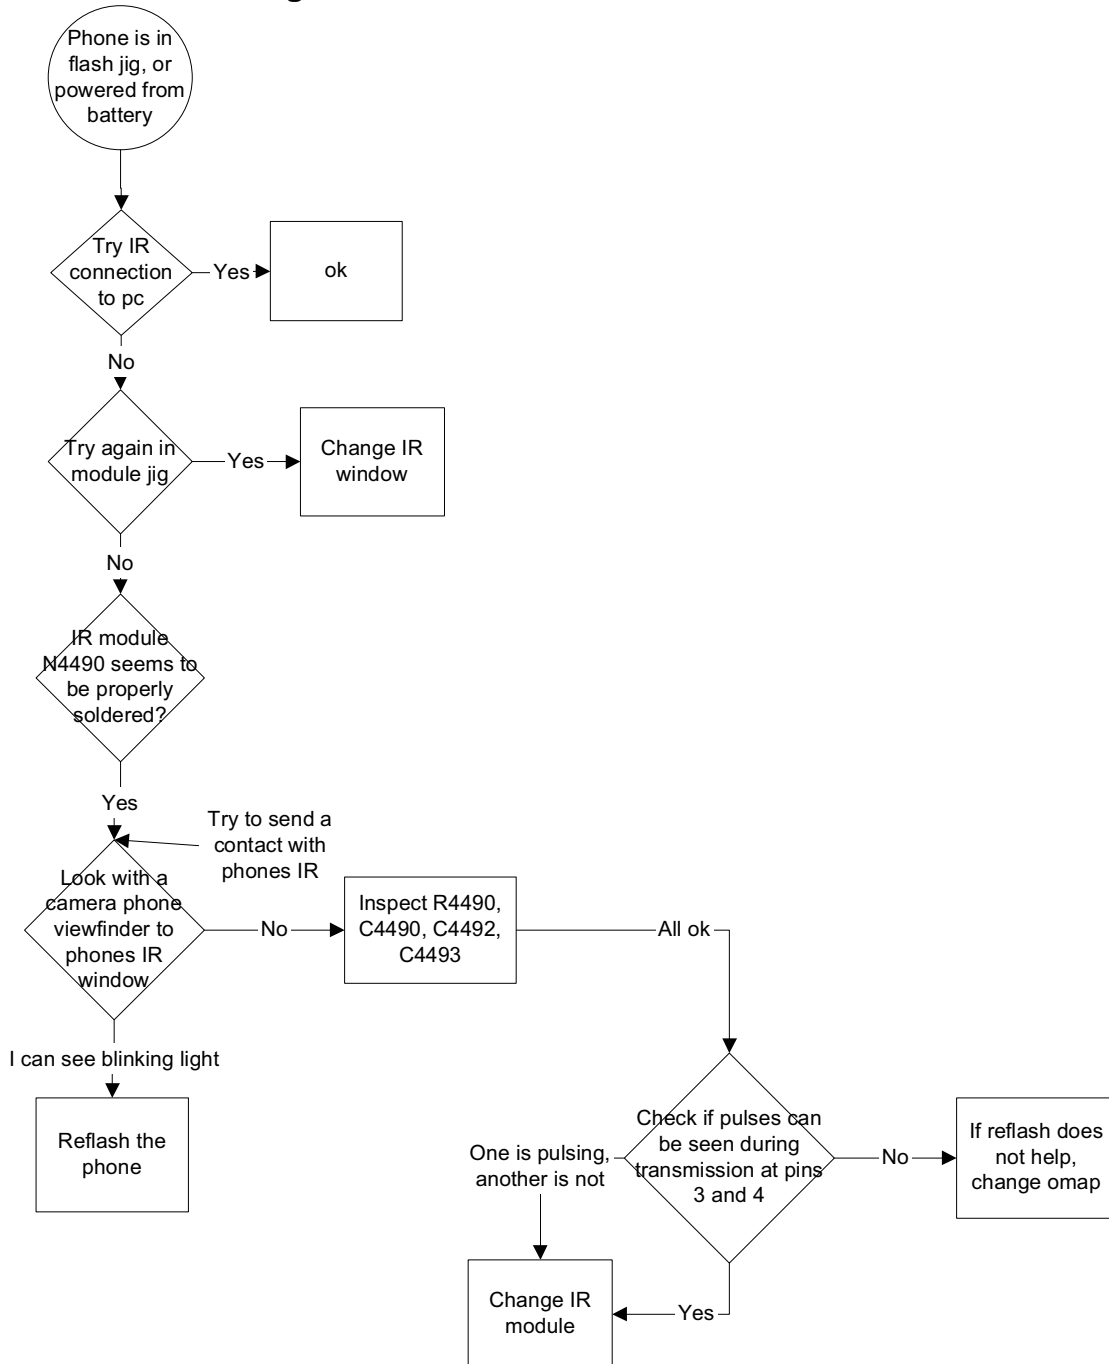 Phone is in
flash jig, or
powered from
battery
Try IR
connection
to pc
Yes
ok
No
Try again in
module jig
Yes
Change IR
window
No
IR module
N4490 seems to
be properly
soldered?
Yes
Try to send a
contact with
phones IR
Look with a
camera phone
viewfinder to
phones IR
window
No
Inspect R4490,
C4490, C4492,
C4493
All ok
I can see blinking light
Reflash the
phone
Check if pulses can
be seen during
transmission at pins
3 and 4
One is pulsing,
another is not
No
If reflash does
not help,
change omap
Yes
Change IR
module